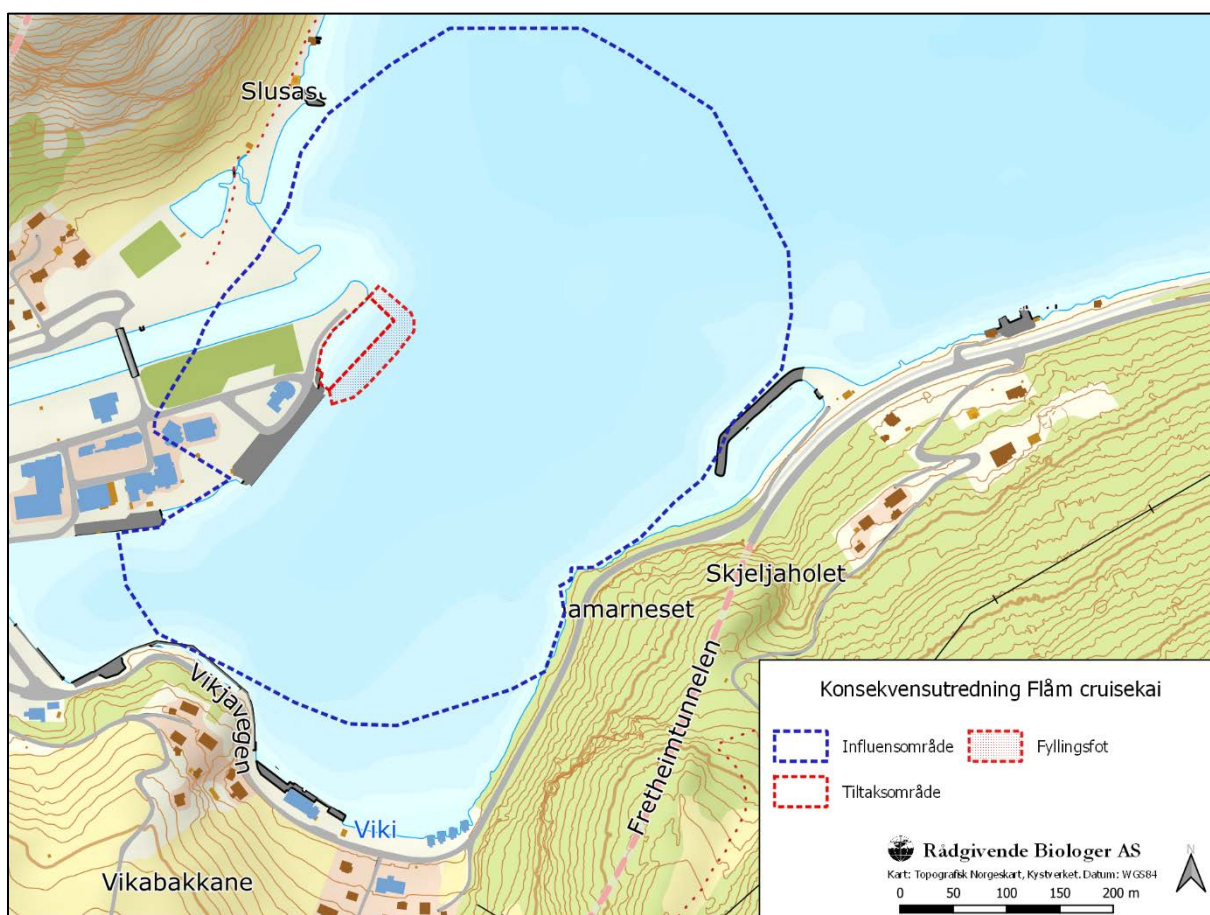 Slusast
Skjeljaholet
amarneset
Fretheimtunnelen
Vikjavegen
Viki
Vikabakkane
Konsekvensutredning Flåm cruisekai
Influensområde
Fyllingsfot
Tiltaksområde
Rådgivende Biologer AS
N
Kart: Topografisk Norgeskart, Kystverket. Datum: WGS84
0 50 100 150 200 m